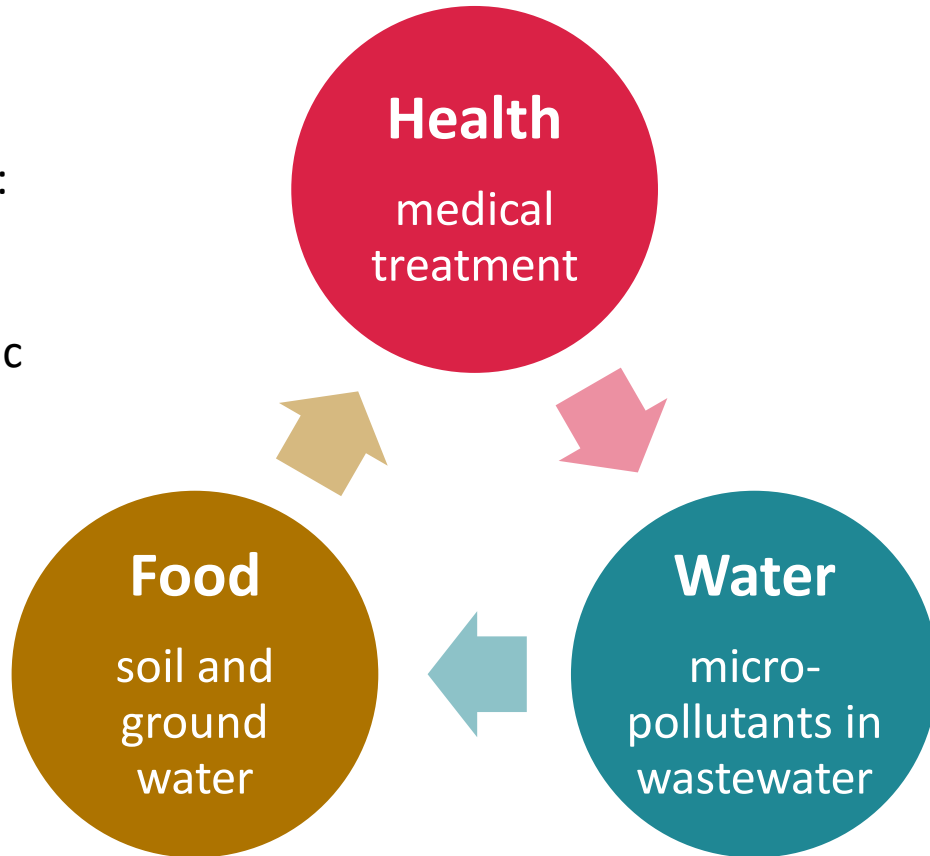 Health
medical
treatment
:
c
Food
soil and
ground
water
Water
micro-
pollutants in
wastewater